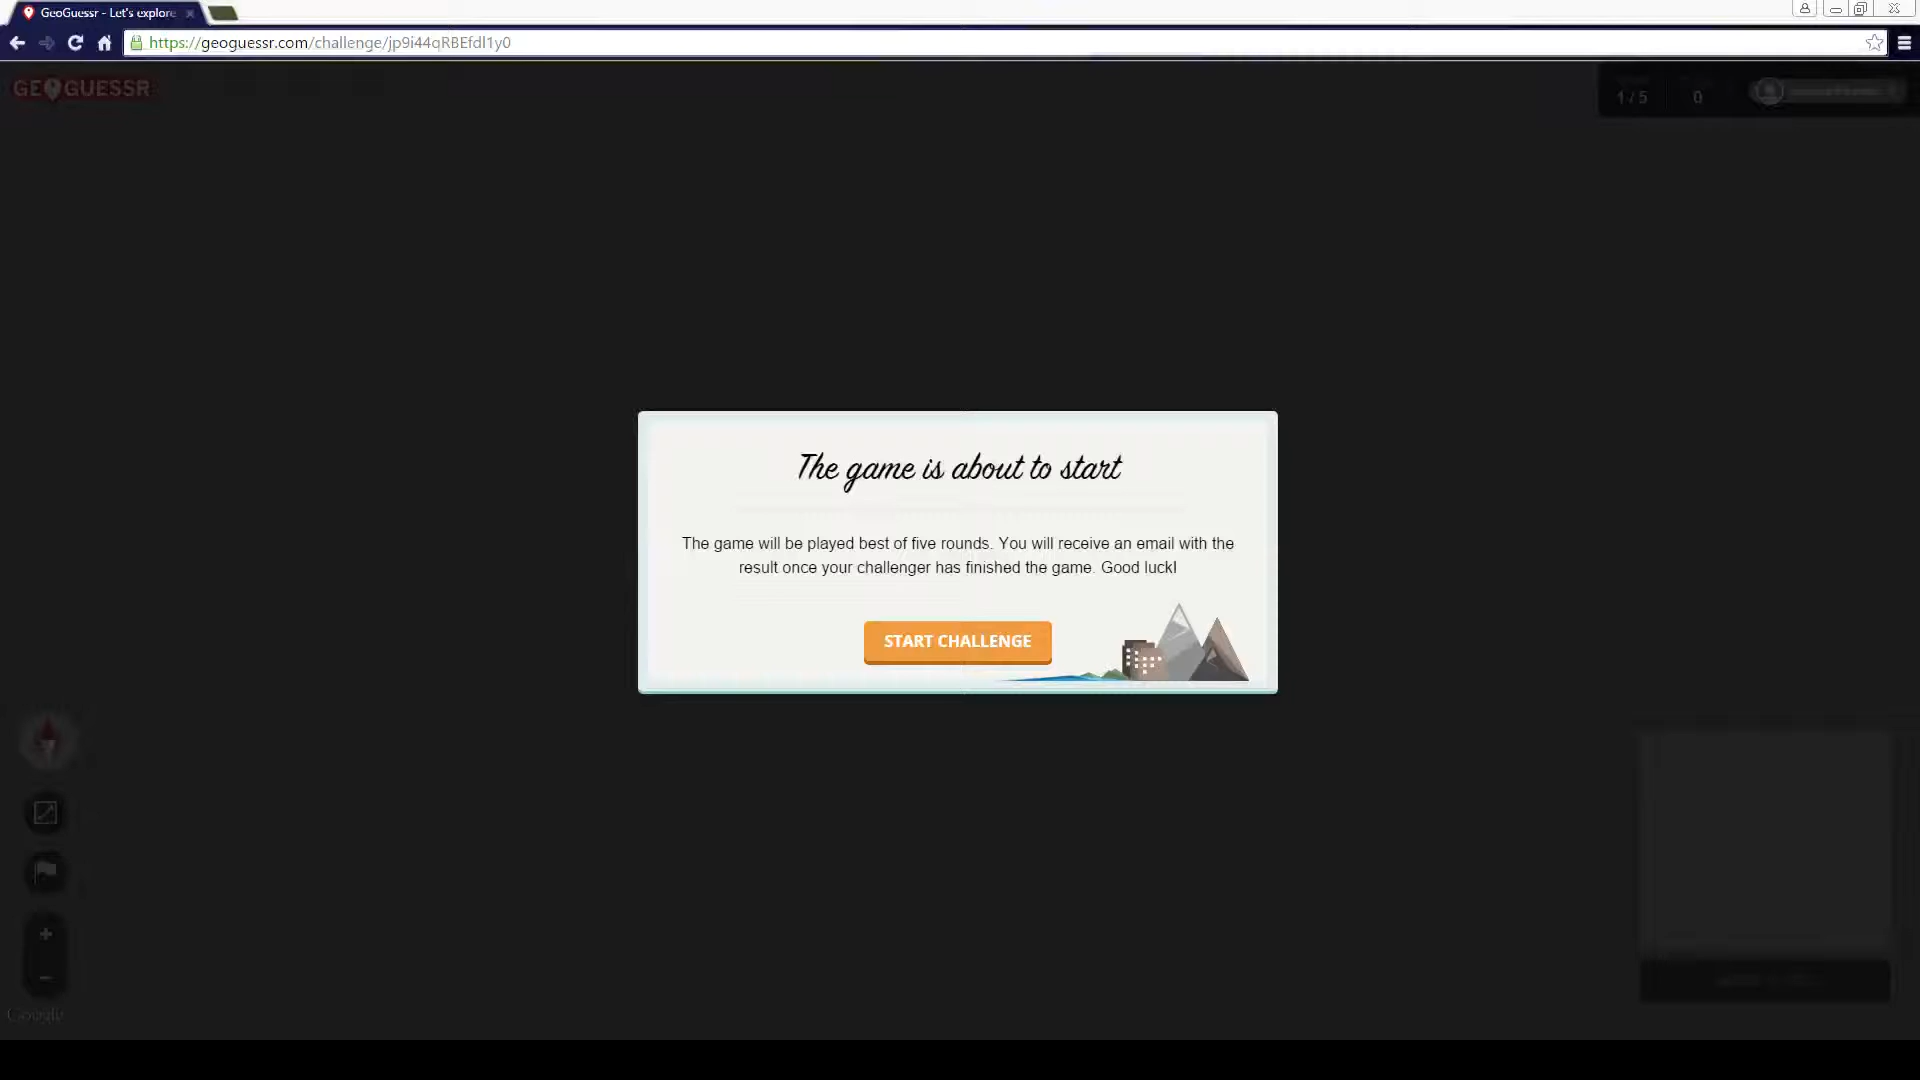 GeoGuessr - Let's explore
https://geoguessr.com/challenge/jp9i44qRBEfdl1y0
GEOGUESSR
1 / 5
0
The game is about to start
The game will be played best of five rounds. You will receive an email with the
result once your challenger has finished the game. Good luck!
START CHALLENGE
Google